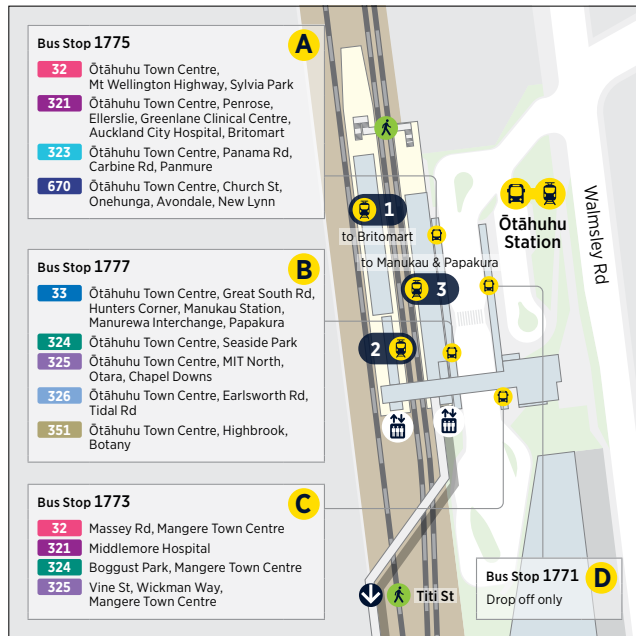 Bus Stop 1775
A
32 Ōtāhuhu Town Centre,
Mt Wellington Highway, Sylvia Park
321 Ōtāhuhu Town Centre, Penrose,
Ellerslie, Greenlane Clinical Centre,
Auckland City Hospital, Britomart
323 Ōtāhuhu Town Centre, Panama Rd,
Carbine Rd, Panmure
670 Ōtāhuhu Town Centre, Church St,
Onehunga, Avondale, New Lynn
Bus Stop 1777
B
33 Ōtāhuhu Town Centre, Great South Rd,
Hunters Corner, Manukau Station,
Manurewa Interchange, Papakura
324 Ōtāhuhu Town Centre, Seaside Park
325 Ōtāhuhu Town Centre, MIT North,
Otara, Chapel Downs
326 Ōtāhuhu Town Centre, Earlsworth Rd,
Tidal Rd
351 Ōtāhuhu Town Centre, Highbrook,
Botany
Bus Stop 1773
C
32 Massey Rd, Mangere Town Centre
321 Middlemore Hospital
324 Boggust Park, Mangere Town Centre
325 Vine St, Wickman Way,
Mangere Town Centre
1
to Britomart
to Manukau & Papakura
3
2
Ōtāhuhu
Station
Walmsley Rd
Titi St
Bus Stop 1771
D
Drop off only